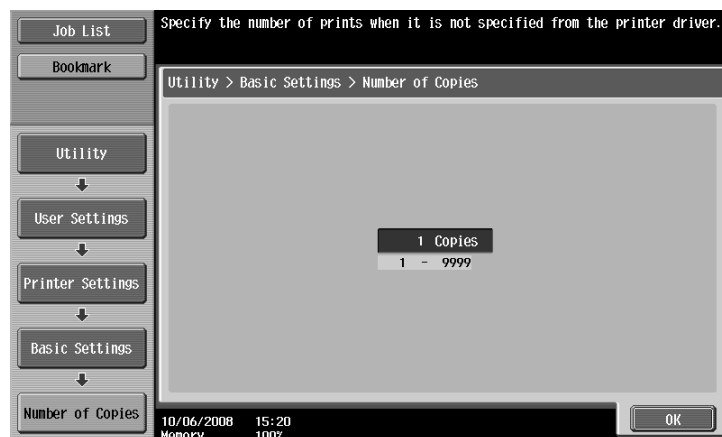 Job List
Specify the number of prints when it is not specified from the printer driver.
Bookmark
Utility > Basic Settings > Number of Copies
Utility
User Settings
Printer Settings
Basic Settings
Number of Copies
1 Copies
1 - 9999
10/06/2008 15:20
Memory 100%
OK